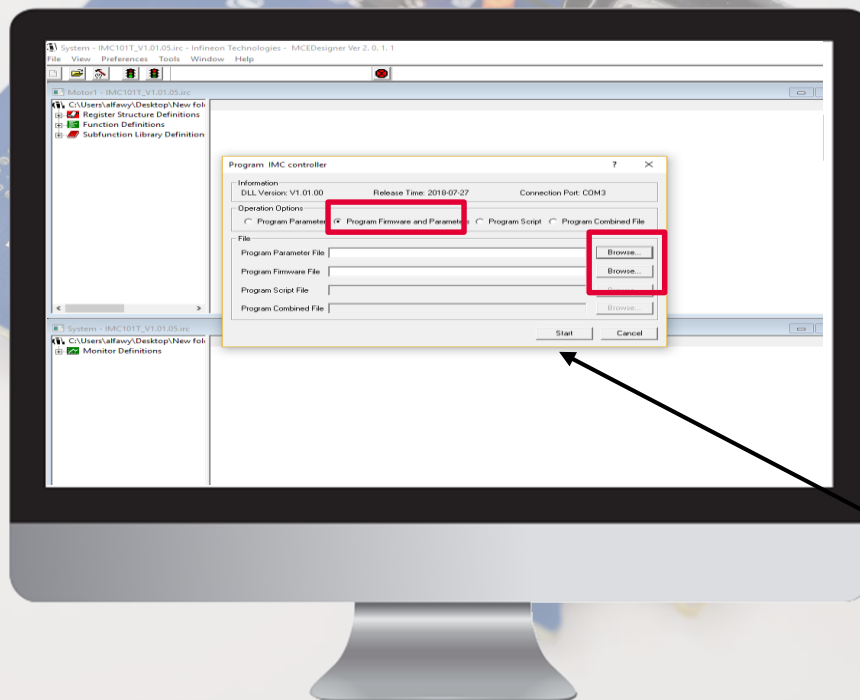 System - IMC101T_V1.01.05.irc - Infineon Technologies - MCEDesigner Ver 2. 0. 1. 1
File View Preferences Tools Window Help
Motor1 - IMC101T_V1.01.05.irc
C:\Users\alfawy\Desktop\New fol
Register Structure Definitions
Function Definitions
Subfunction Library Definition
Program IMC controller ? ×
Information
DLL Version: V1.01.00 Release Time: 2018-07-27 Connection Port: COM3
Operation Options
Program Parameter Program Firmware and Parameters Program Script Program Combined File
File
Program Parameter File Browse...
Program Firmware File Browse...
Program Script File Browse...
Program Combined File Browse...
Start Cancel
System - IMC101T_V1.01.05.irc
C:\Users\alfawy\Desktop\New fol
Monitor Definitions